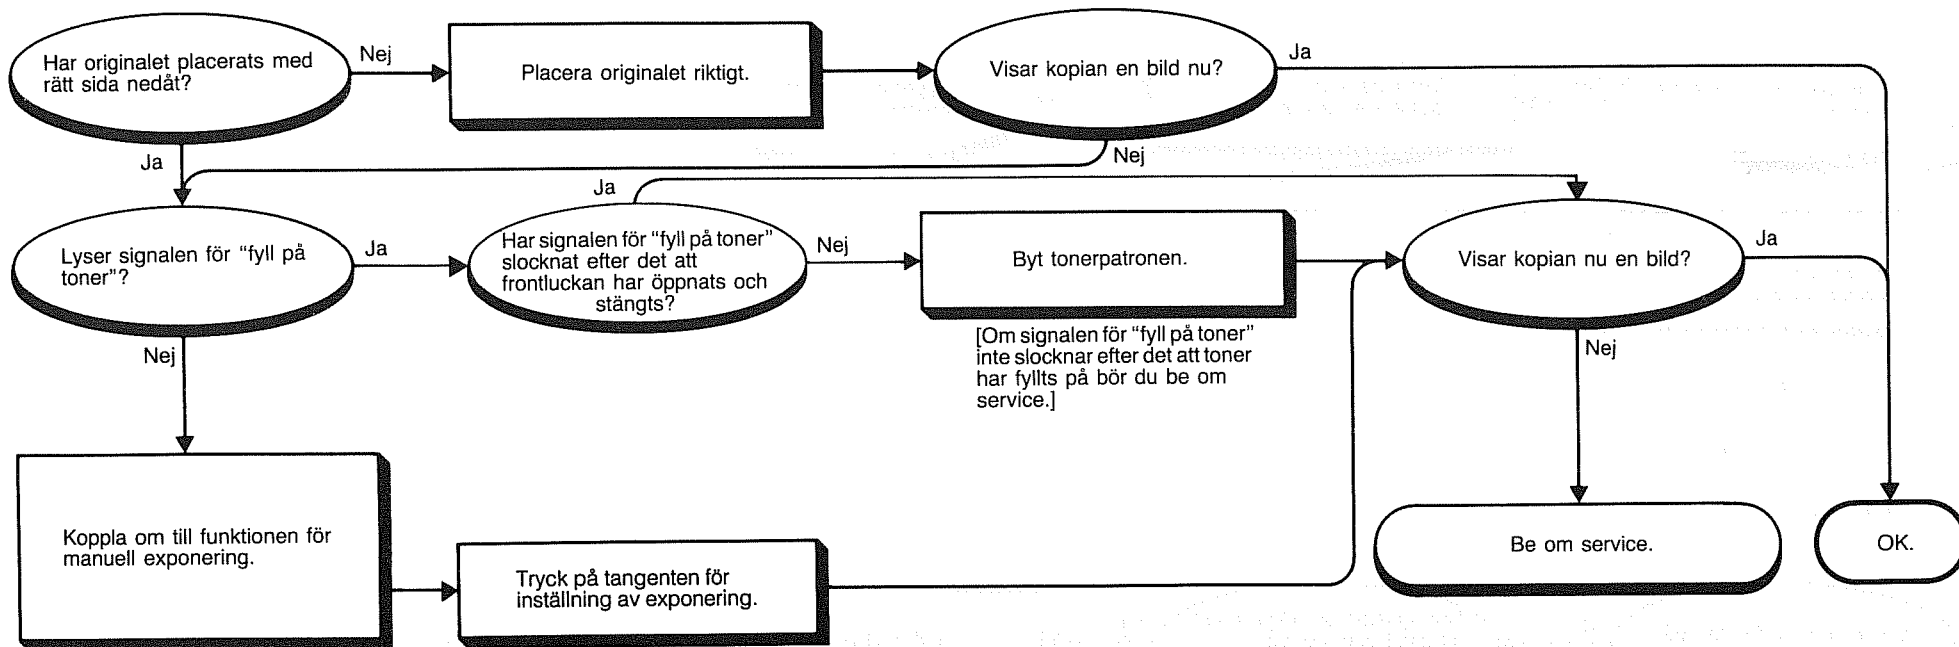 Har originalet placerats med
rätt sida nedåt?
Nej
Placera originalet riktigt.
Visar kopian en bild nu?
Ja
Ja
Nej
Lyser signalen för “fyll på
toner”?
Ja
Nej
Ja
Har signalen för “fyll på toner”
slocknat efter det att
frontluckan har öppnats och
stängts?
Nej
Byt tonerpatronen.
[Om signalen för “fyll på toner”
inte slocknar efter det att toner
har fyllts på bör du be om
service.]
Visar kopian nu en bild?
Ja
Nej
Koppla om till funktionen för
manuell exponering.
Tryck på tangenten för
inställning av exponering.
Be om service.
OK.